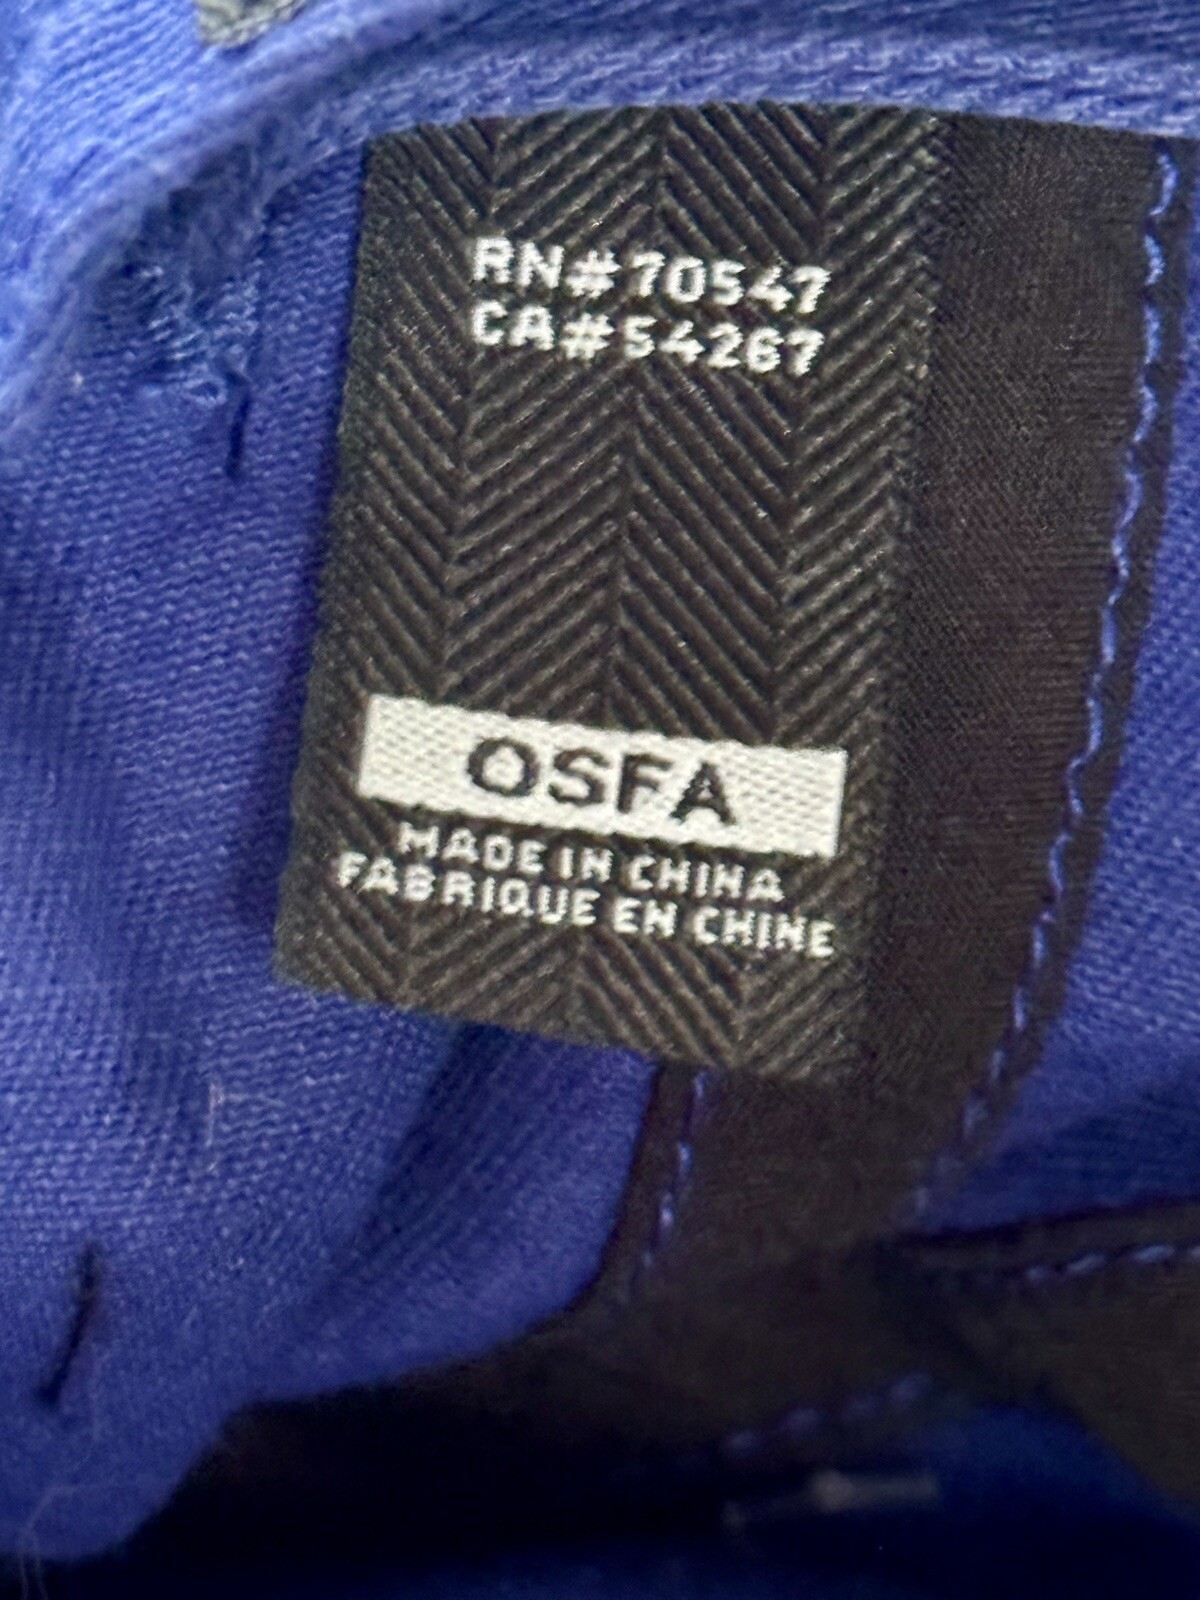 RN#70547
CA#54267
OSFA
MADE IN CHINA
FABRIQUE EN CHINE